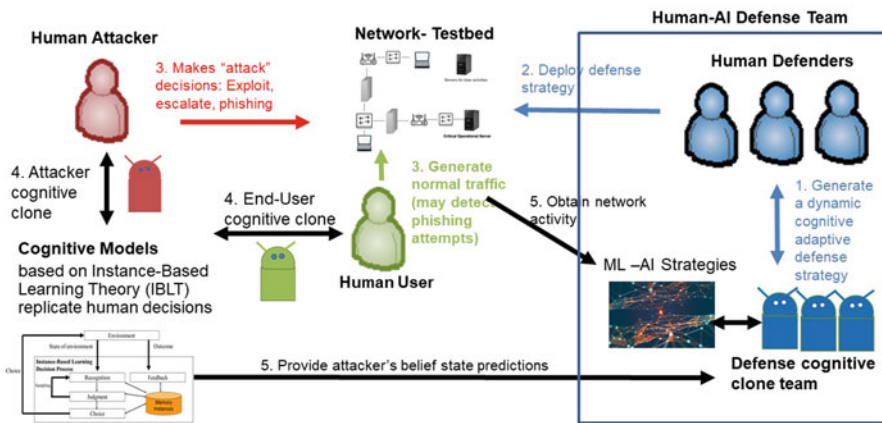 Human-AI Defense Team
Human Attacker
Network- Testbed
Human Defenders
3. Makes “attack”
decisions: Exploit,
escalate, phishing
2. Deploy defense
strategy
Critical Operational Server
4. Attacker
cognitive
clone
4. End-User
cognitive clone
3. Generate
normal traffic
(may detect
phishing
attempts)
5. Obtain network
activity
1. Generate
a dynamic
cognitive
adaptive
defense
strategy
Human User
Cognitive Models
based on Instance-Based
Learning Theory (IBLT)
replicate human decisions
ML –AI Strategies
Defense cognitive
clone team
5. Provide attacker’s belief state predictions
Environment
State of environment
Outcome
Choice
Instance-Based Learning
Decision Process
Recognition
Feedback
Judgment
Choice
Memory
Instances